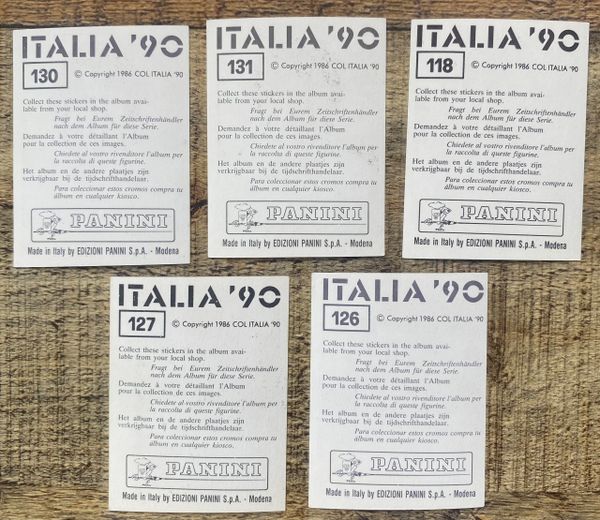 ITALIA '90
130 © Copyright 1986 COL ITALIA '90
Collect these stickers in the album avai-
lable from your local shop.
Fragt bei Eurem Zeitschriftenhändler
nach dem Album für diese Serie.
Demandez à votre détaillant l'Album
pour la collection de ces images.
Chiedete al vostro rivenditore l'album per
la raccolta di queste figurine.
Het album en de andere plaatjes zijn
verkrijgbaar bij de tijdschrifthandelaar.
Para coleccionar estos cromos compra tu
álbum en cualquier kiosco.
PANINI
Made in Italy by EDIZIONI PANINI S.p.A. - Modena
ITALIA '90
131 © Copyright 1986 COL ITALIA '90
Collect these stickers in the album avai-
lable from your local shop.
Fragt bei Eurem Zeitschriftenhändler
nach dem Album für diese Serie.
Demandez à votre détaillant l'Album
pour la collection de ces images.
Chiedete al vostro rivenditore l'album per
la raccolta di queste figurine.
Het album en de andere plaatjes zijn
verkrijgbaar bij de tijdschrifthandelaar.
Para coleccionar estos cromos compra tu
álbum en cualquier kiosco.
PANINI
Made in Italy by EDIZIONI PANINI S.p.A. - Modena
ITALIA '90
118 © Copyright 1986 COL ITALIA '90
Collect these stickers in the album avai-
lable from your local shop.
Fragt bei Eurem Zeitschriftenhändler
nach dem Album für diese Serie.
Demandez à votre détaillant l'Album
pour la collection de ces images.
Chiedete al vostro rivenditore l'album per
la raccolta di queste figurine.
Het album en de andere plaatjes zijn
verkrijgbaar bij de tijdschrifthandelaar.
Para coleccionar estos cromos compra tu
álbum en cualquier kiosco.
PANINI
Made in Italy by EDIZIONI PANINI S.p.A. - Modena
ITALIA '90
127 © Copyright 1986 COL ITALIA '90
Collect these stickers in the album avai-
lable from your local shop.
Fragt bei Eurem Zeitschriftenhändler
nach dem Album für diese Serie.
Demandez à votre détaillant l'Album
pour la collection de ces images.
Chiedete al vostro rivenditore l'album per
la raccolta di queste figurine.
Het album en de andere plaatjes zijn
verkrijgbaar bij de tijdschrifthandelaar.
Para coleccionar estos cromos compra tu
álbum en cualquier kiosco.
PANINI
Made in Italy by EDIZIONI PANINI S.p.A. - Modena
ITALIA '90
126 © Copyright 1986 COL ITALIA '90
Collect these stickers in the album avai-
lable from your local shop.
Fragt bei Eurem Zeitschriftenhändler
nach dem Album für diese Serie.
Demandez à votre détaillant l'Album
pour la collection de ces images.
Chiedete al vostro rivenditore l'album per
la raccolta di queste figurine.
Het album en de andere plaatjes zijn
verkrijgbaar bij de tijdschrifthandelaar.
Para coleccionar estos cromos compra tu
álbum en cualquier kiosco.
PANINI
Made in Italy by EDIZIONI PANINI S.p.A. - Modena